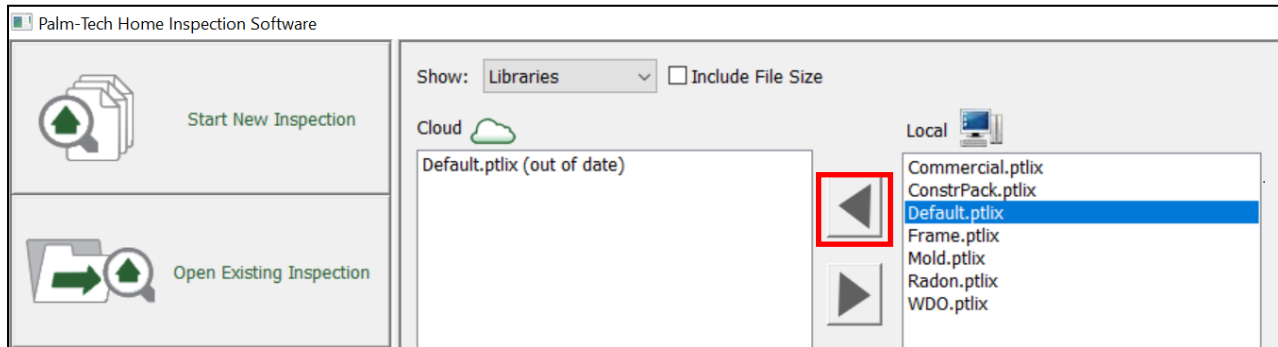 Palm-Tech Home Inspection Software
Start New Inspection
Open Existing Inspection
Show: Libraries Include File Size
Cloud
Default.ptlix (out of date)
Local
Commercial.ptlix
ConstrPack.ptlix
Default.ptlix
Frame.ptlix
Mold.ptlix
Radon.ptlix
WDO.ptlix